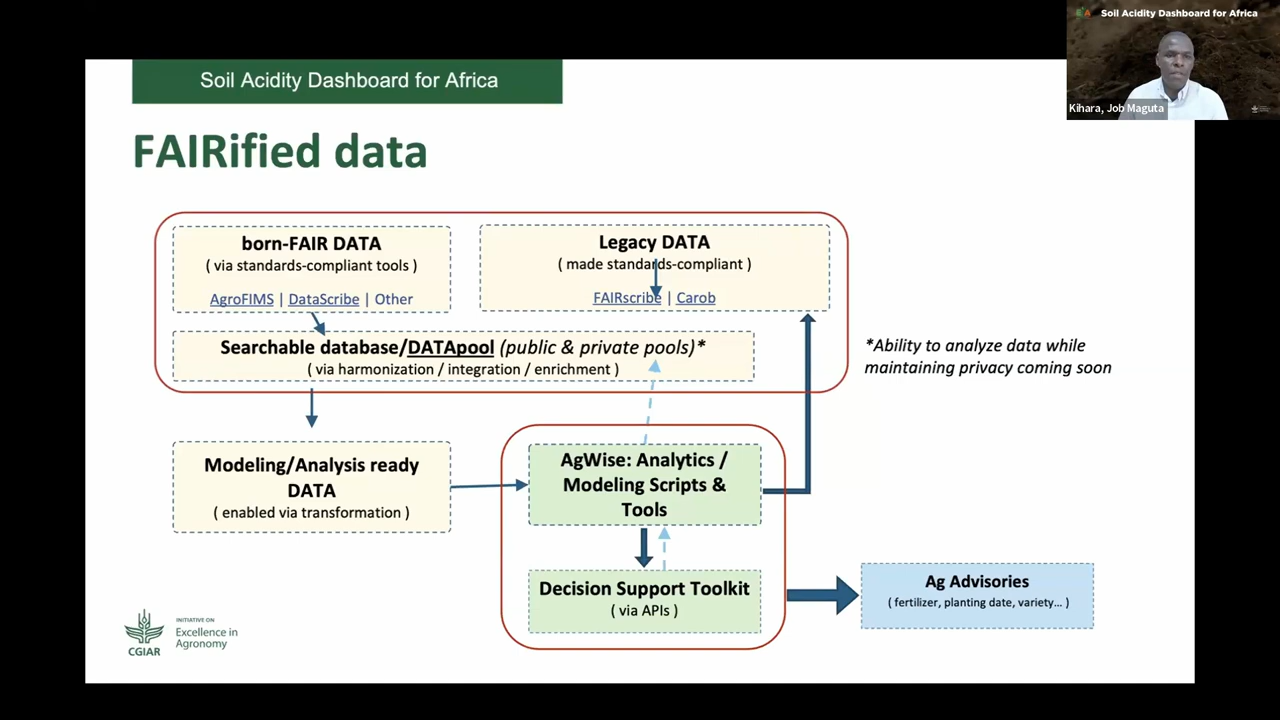 Soil Acidity Dashboard for Africa
Kihara, Job Maguta
Soil Acidity Dashboard for Africa
FAIRified data
born-FAIR DATA
( via standards-compliant tools )
AgroFIMS | DataScribe | Other
Legacy DATA
( made standards-compliant )
FAIRscribe | Carob
Searchable database/DATApool (public & private pools)*
( via harmonization / integration / enrichment )
*Ability to analyze data while
maintaining privacy coming soon
Modeling/Analysis ready
DATA
( enabled via transformation )
AgWise: Analytics /
Modeling Scripts &
Tools
Decision Support Toolkit
( via APIs )
Ag Advisories
( fertilizer, planting date, variety... )
CGIAR
INITIATIVE ON
Excellence in
Agronomy